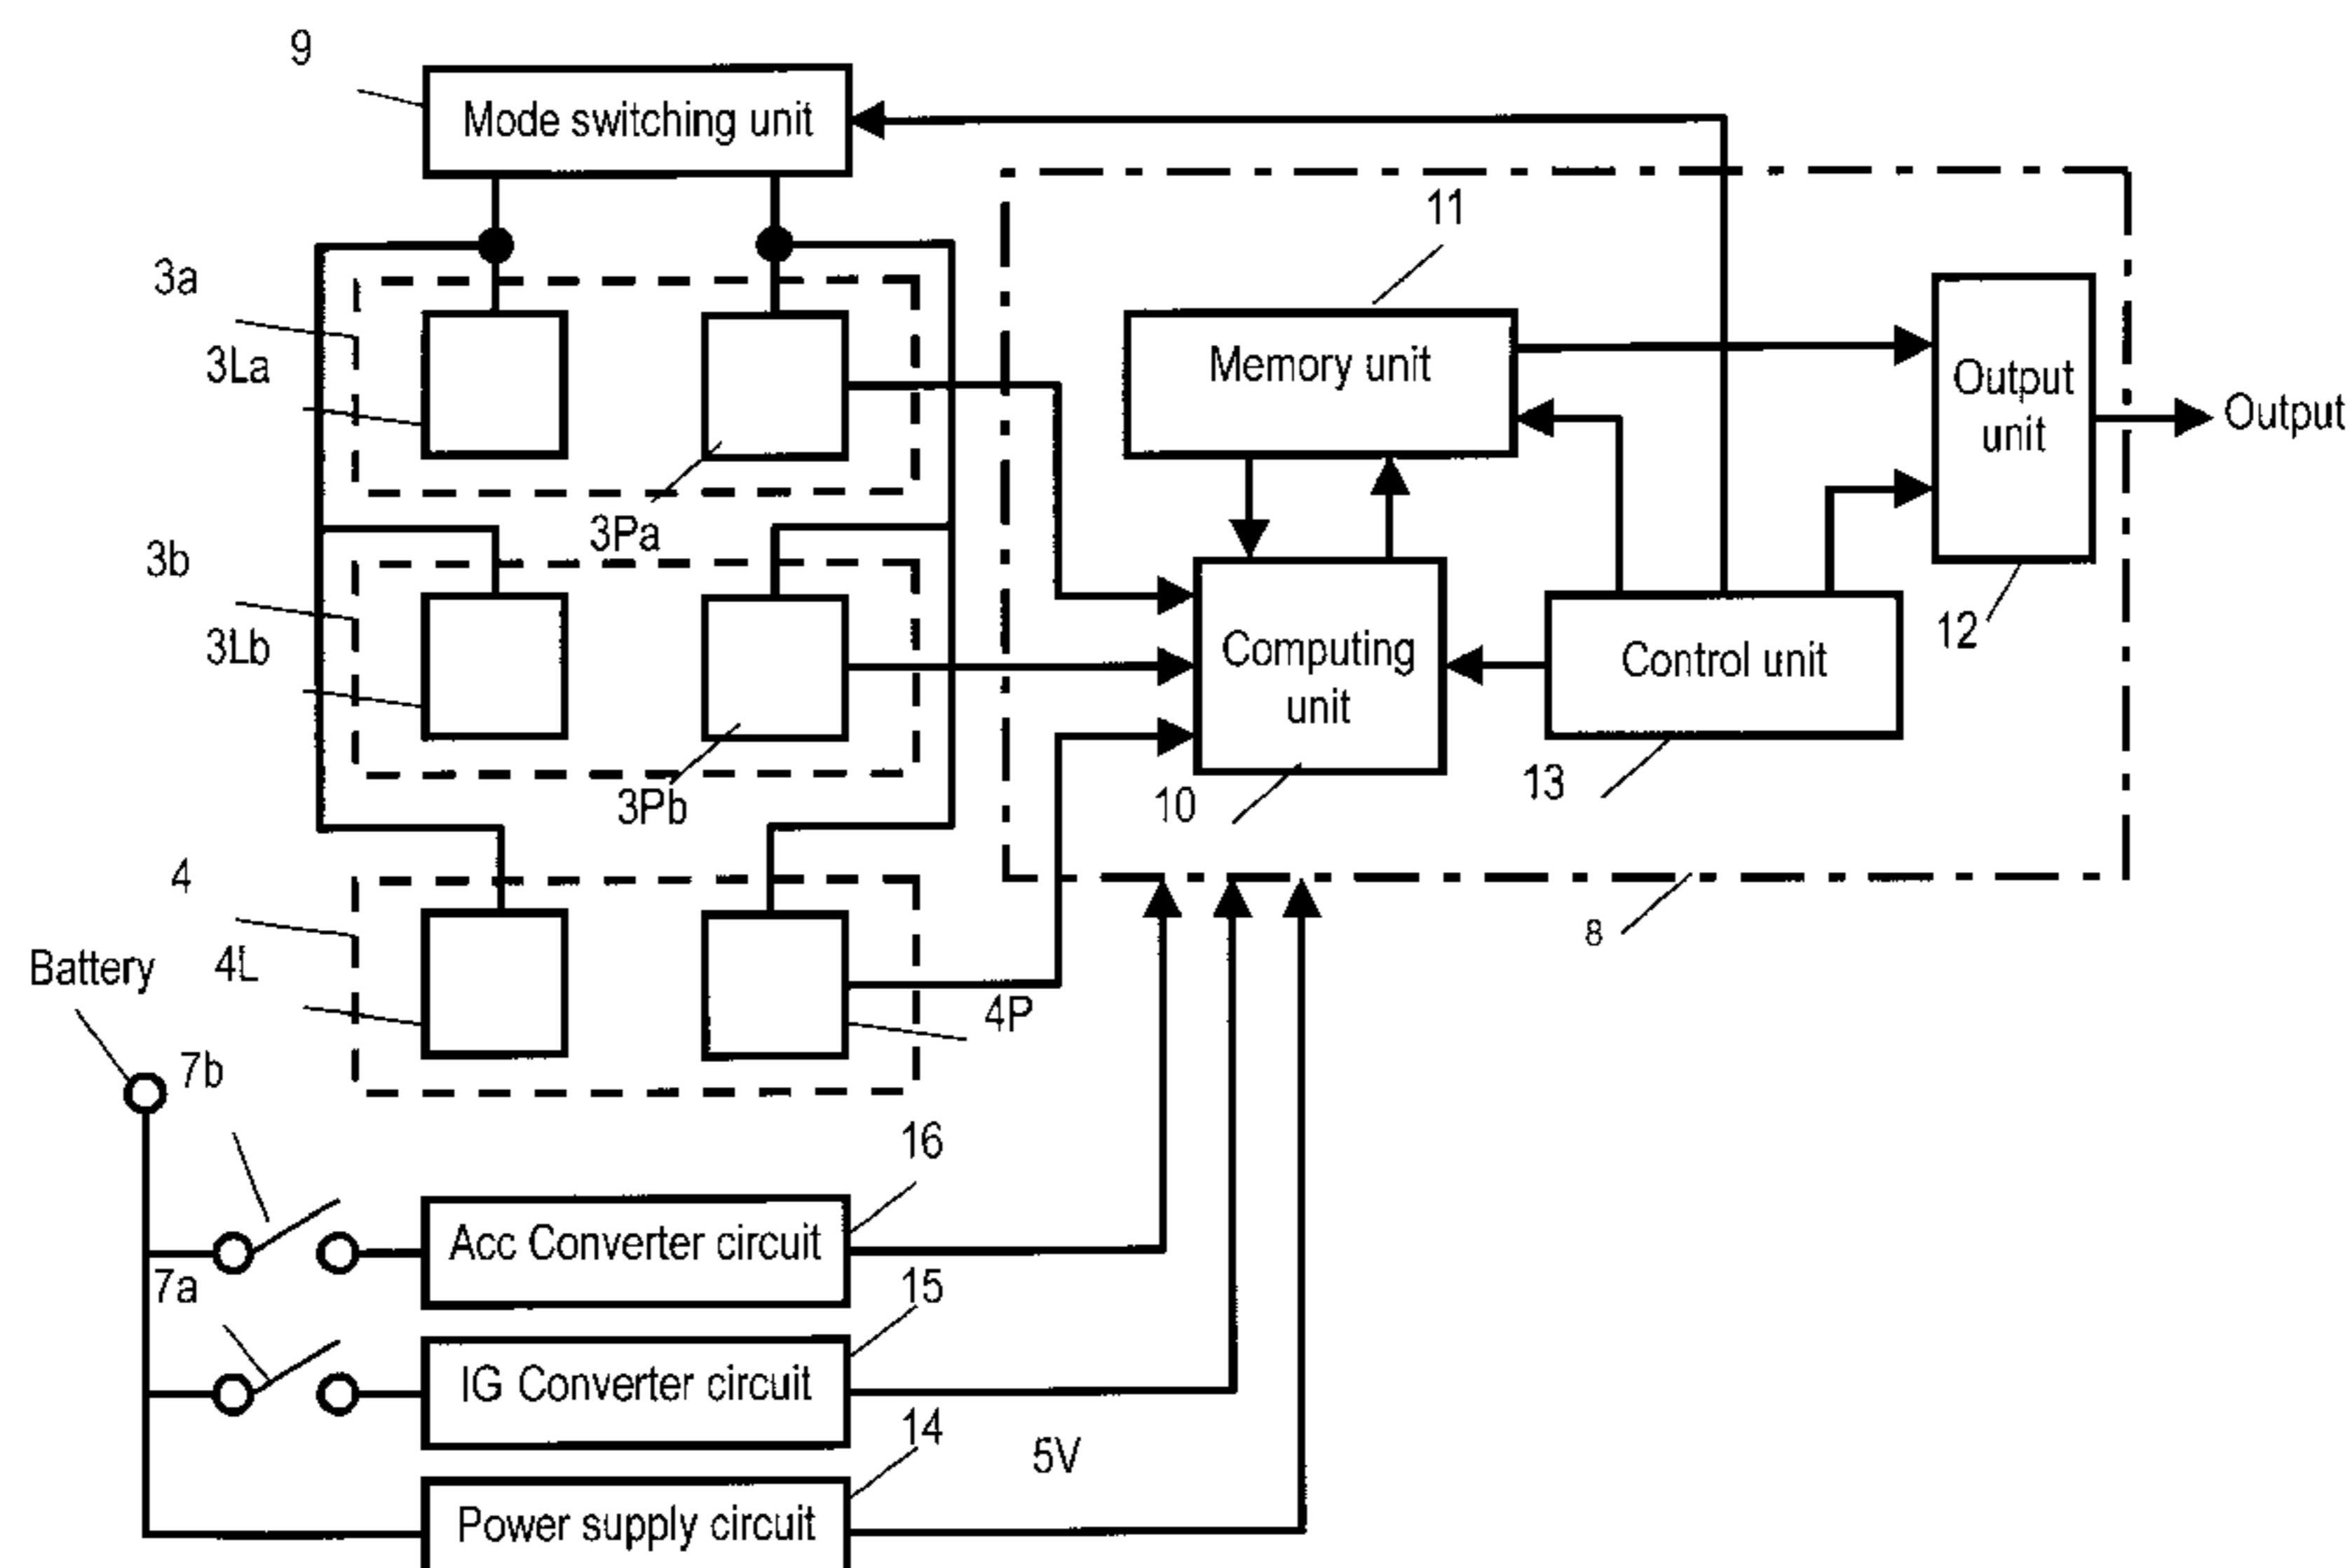 9
Mode switching unit
11
3a
3La
Memory unit
Output
unit
Output
3Pa
3b
3Lb
12
Computing
unit
Control unit
3Pb
10
13
4
8
Battery
4L
4P
7b
16
Acc Converter circuit
7a
15
IG Converter circuit
14
5V
Power supply circuit